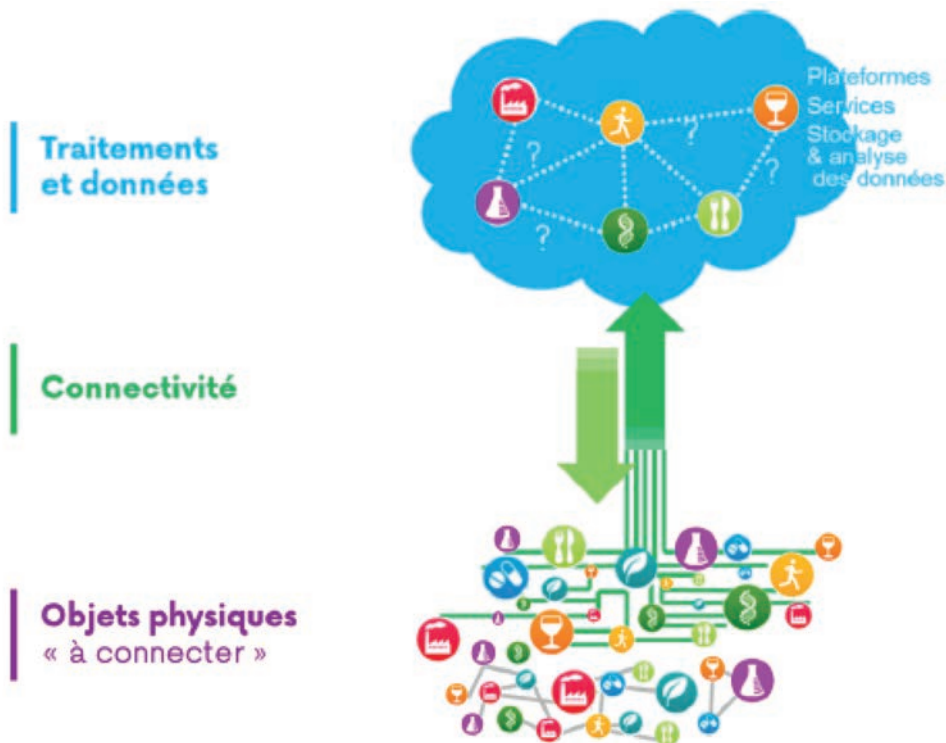 Plateformes
Services
Stockage
& analyse
des données
Traitements
et données
?
?
?
?
Connectivité
Objets physiques
« à connecter »